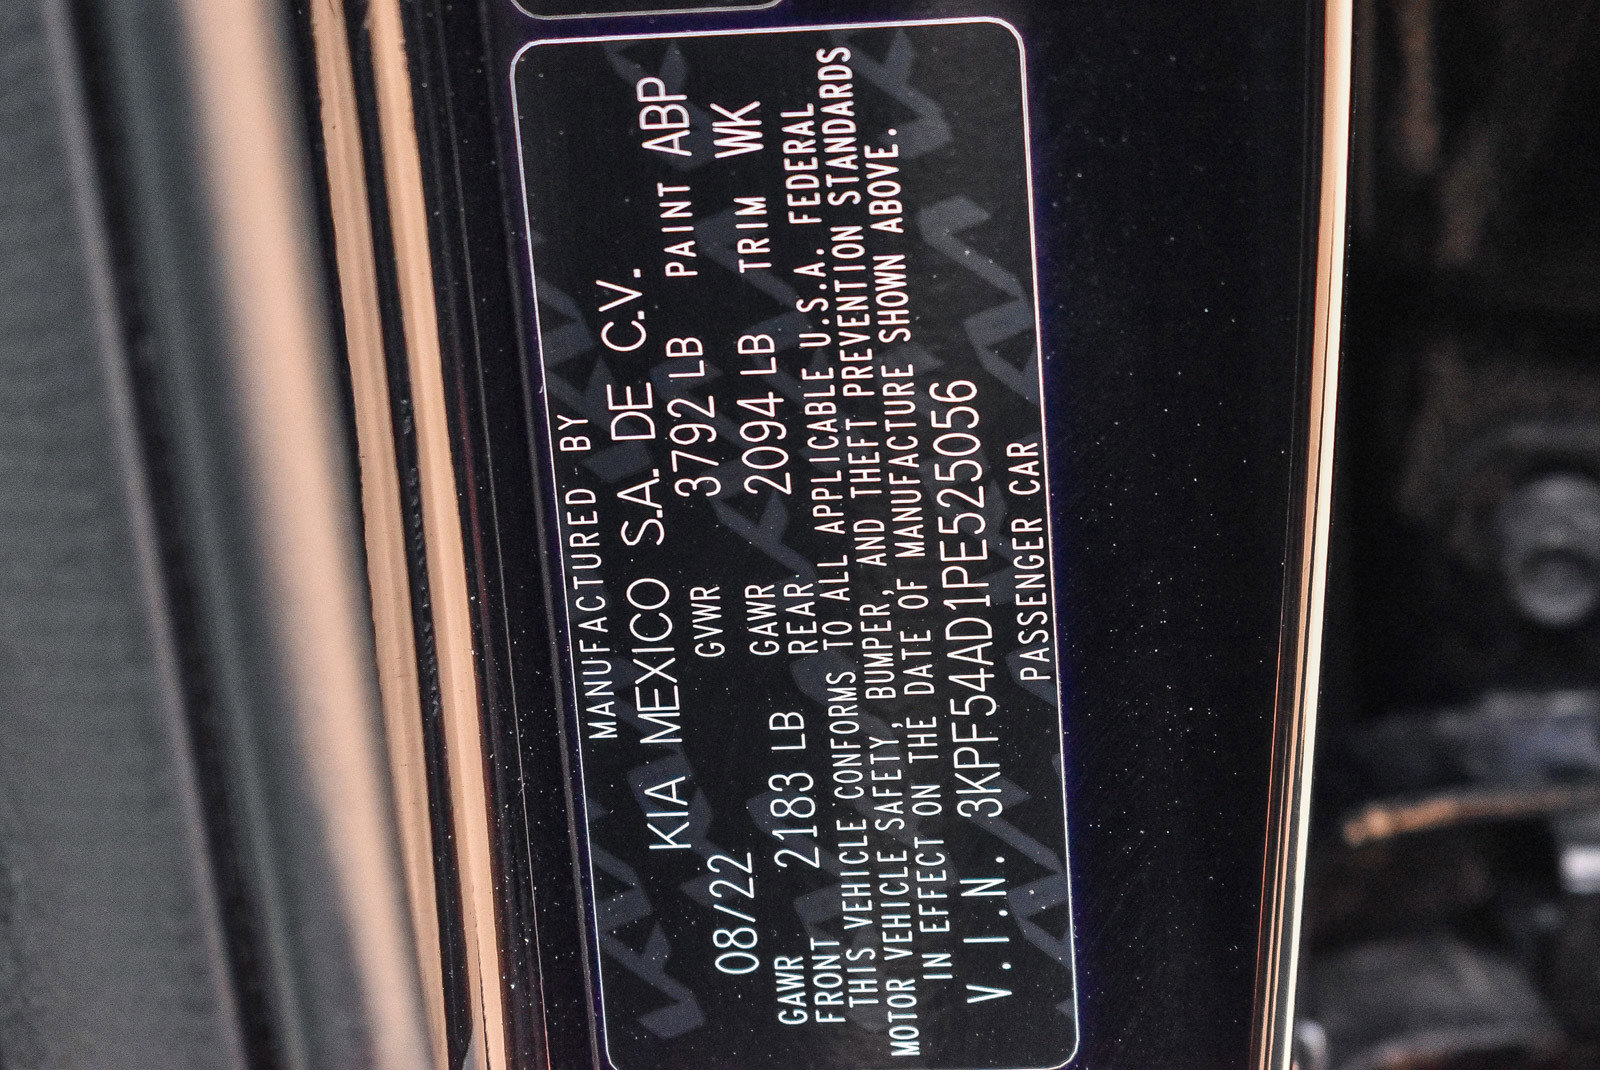 MANUFACTURED BY
KIA MEXICO S.A. DE C.V.
08/22 GVWR 3792 LB PAINT ABP
GAWR FRONT 2183 LB GAWR REAR 2094 LB TRIM WK
THIS VEHICLE CONFORMS TO ALL APPLICABLE U.S.A. FEDERAL
MOTOR VEHICLE SAFETY, BUMPER, AND THEFT PREVENTION STANDARDS
IN EFFECT ON THE DATE OF MANUFACTURE SHOWN ABOVE.
V.I.N. 3KPF54AD1PE525056
PASSENGER CAR